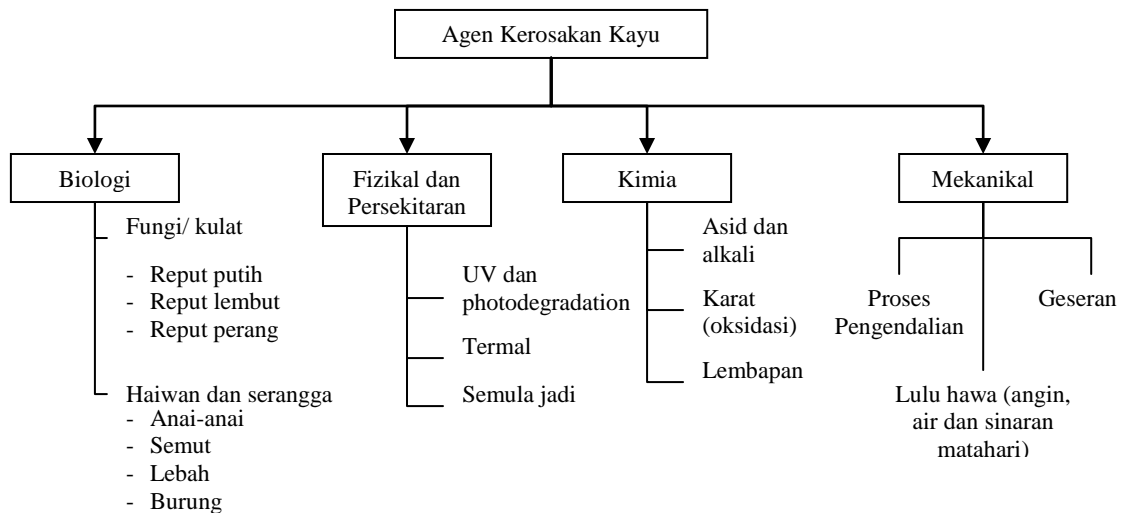 Agen Kerosakan Kayu
Biologi
Fungi/ kulat
- Reput putih
- Reput lembut
- Reput perang
Haiwan dan serangga
- Anai-anai
- Semut
- Lebah
- Burung
Fizikal dan
Persekitaran
UV dan
photodegradation
Termal
Semula jadi
Kimia
Asid dan
alkali
Karat
(oksidasi)
Lembapan
Mekanikal
Proses
Pengendalian
Geseran
Lulu hawa (angin,
air dan sinaran
matahari)